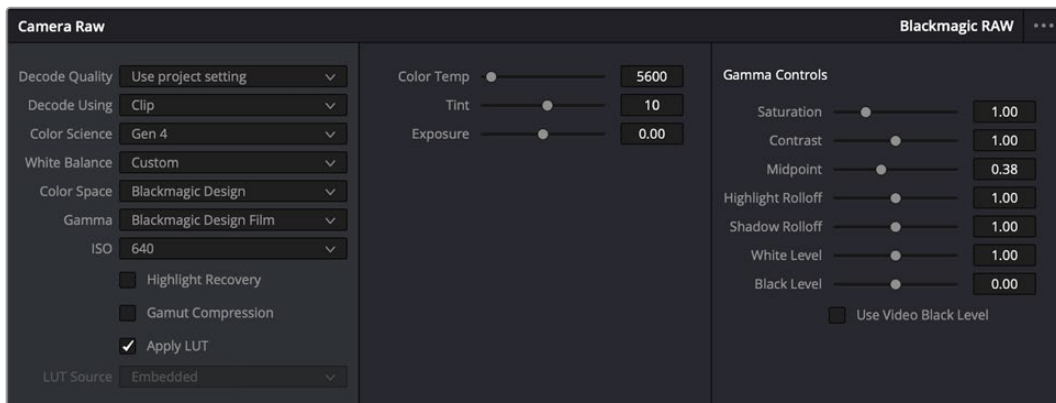 Camera Raw
Blackmagic RAW
Decode Quality Use project setting
Decode Using Clip
Color Science Gen 4
White Balance Custom
Color Space Blackmagic Design
Gamma Blackmagic Design Film
ISO 640
Highlight Recovery
Gamut Compression
Apply LUT
LUT Source Embedded
Color Temp 5600
Tint 10
Exposure 0.00
Gamma Controls
Saturation 1.00
Contrast 1.00
Midpoint 0.38
Highlight Rolloff 1.00
Shadow Rolloff 1.00
White Level 1.00
Black Level 0.00
Use Video Black Level